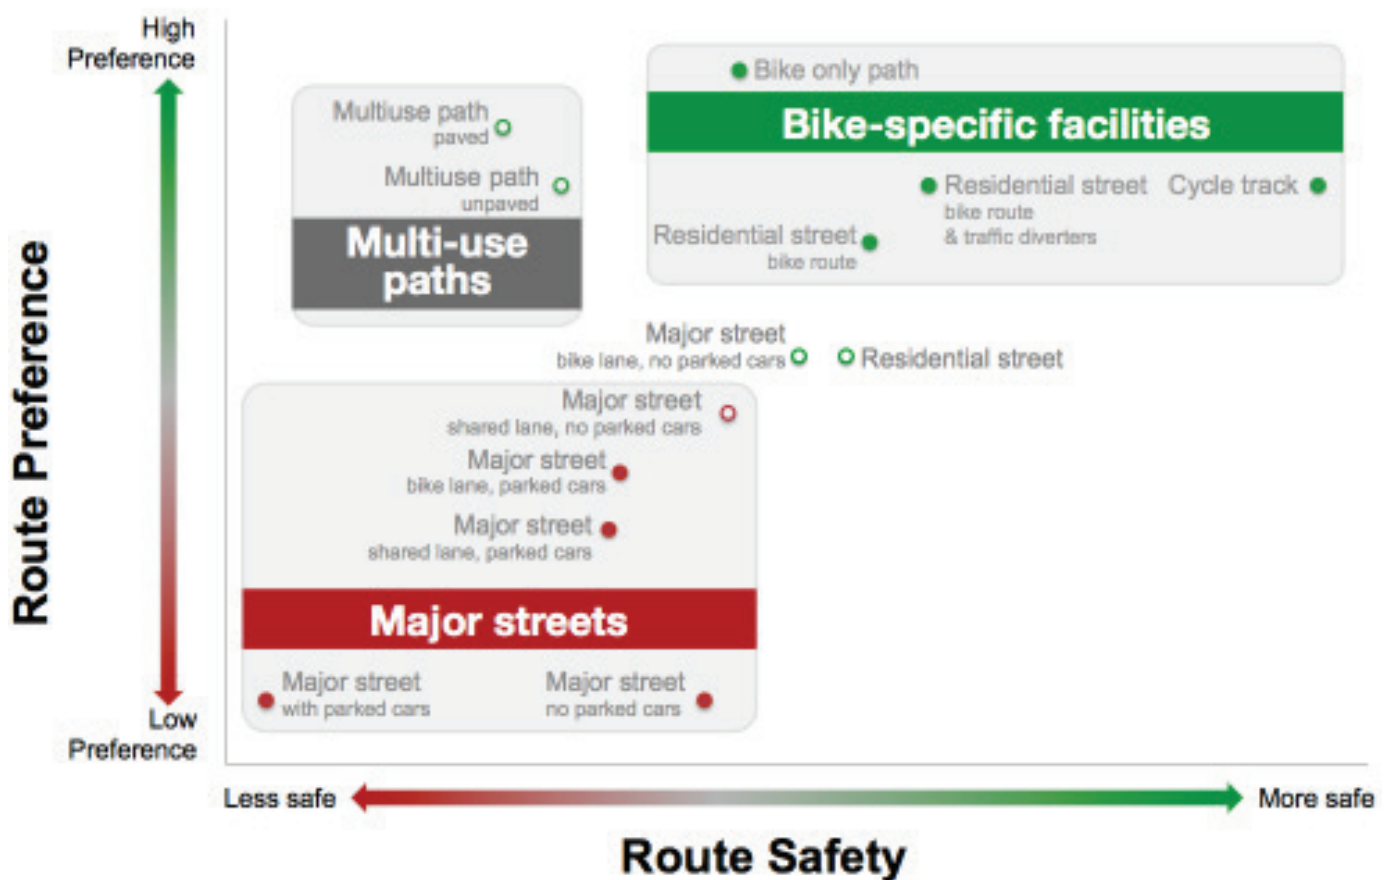 High
Preference
Bike only path
Multiuse path
paved
Bike-specific facilities
Multiuse path
unpaved
Residential street
bike route
& traffic diverters
Cycle track
Multi-use
paths
Residential street
bike route
Major street
bike lane, no parked cars
Residential street
Major street
shared lane, no parked cars
Major street
bike lane, parked cars
Major street
shared lane, parked cars
Major streets
Major street
with parked cars
Major street
no parked cars
Route Preference
Low
Preference
Less safe
More safe
Route Safety